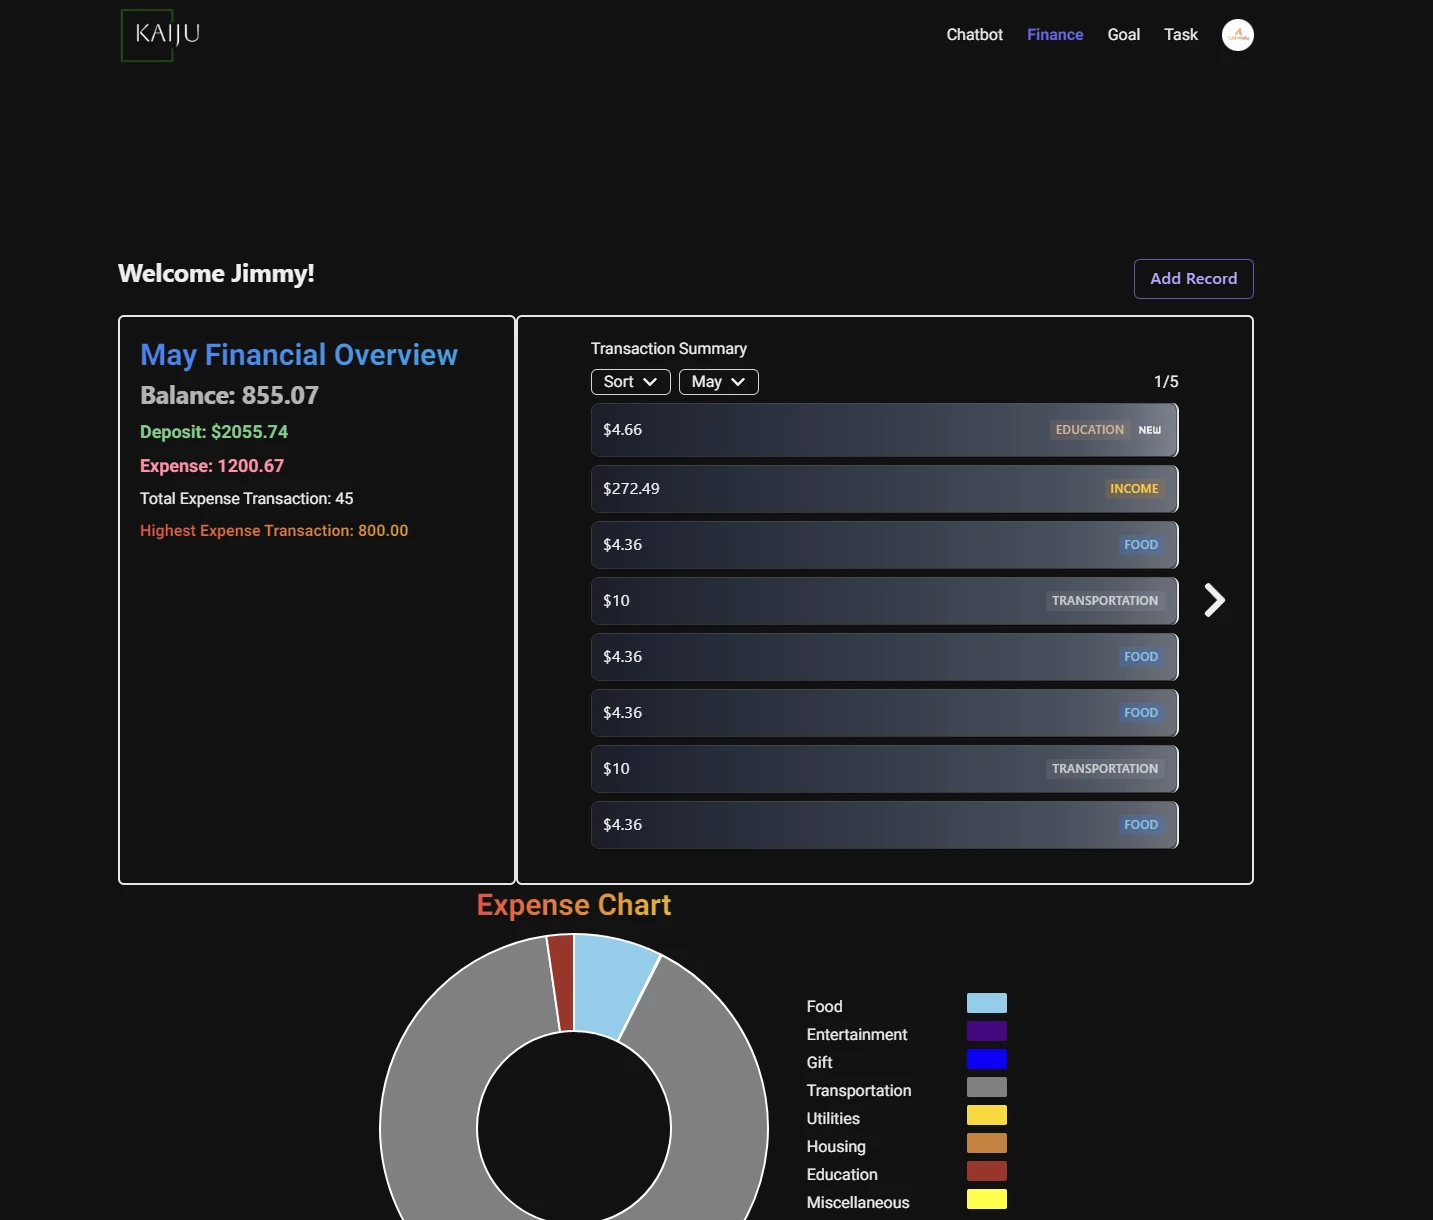 KAIJU
Chatbot Finance Goal Task
Welcome Jimmy!
Add Record
May Financial Overview
Balance: 855.07
Deposit: $2055.74
Expense: 1200.67
Total Expense Transaction: 45
Highest Expense Transaction: 800.00
Transaction Summary
Sort May 1/5
$4.66 EDUCATION NEW
$272.49 INCOME
$4.36 FOOD
$10 TRANSPORTATION
$4.36 FOOD
$4.36 FOOD
$10 TRANSPORTATION
$4.36 FOOD
Expense Chart
Food
Entertainment
Gift
Transportation
Utilities
Housing
Education
Miscellaneous